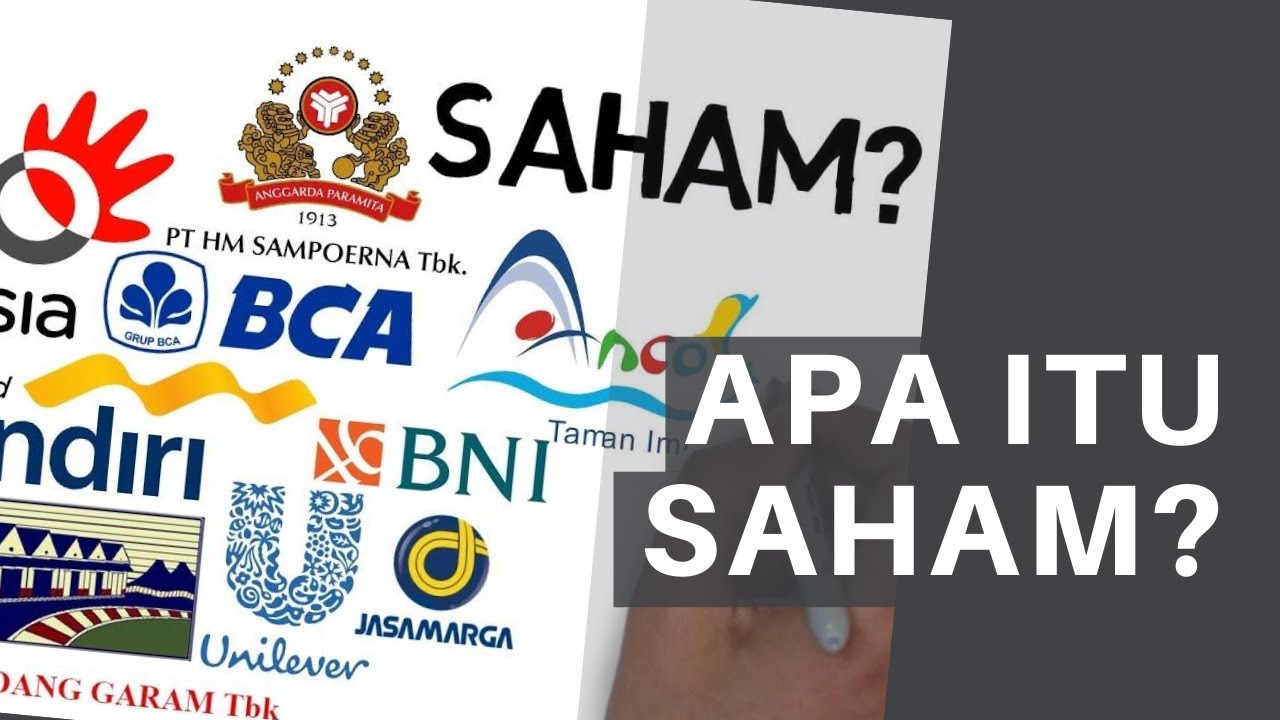 SAHAM?
ANGGARDA PARAMITA
1913
PT HM SAMPOERNA Tbk.
sia
GRUP BCA
BCA
Ancol
Taman Im
d
ndiri
BNI
Unilever
JASAMARGA
DANG GARAM Tbk
APA ITU
SAHAM?